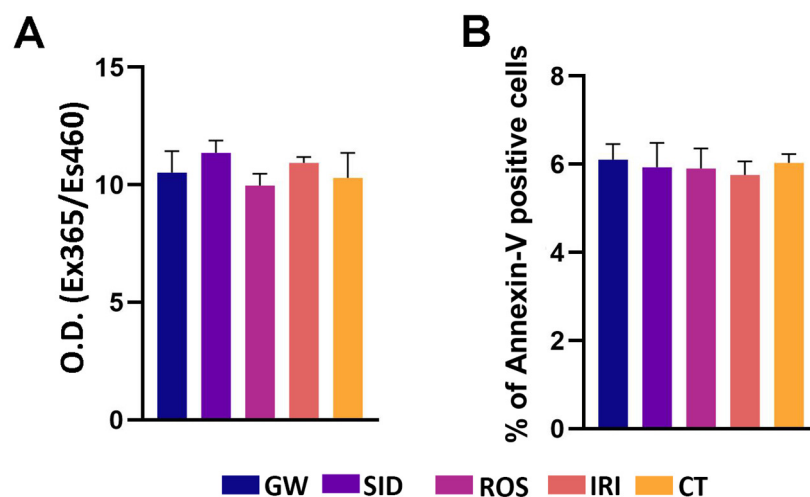 A
O.D. (Ex365/Es460)
15
10
5
0
B
% of Annexin-V positive cells
8
6
4
2
0
GW SID ROS IRI CT